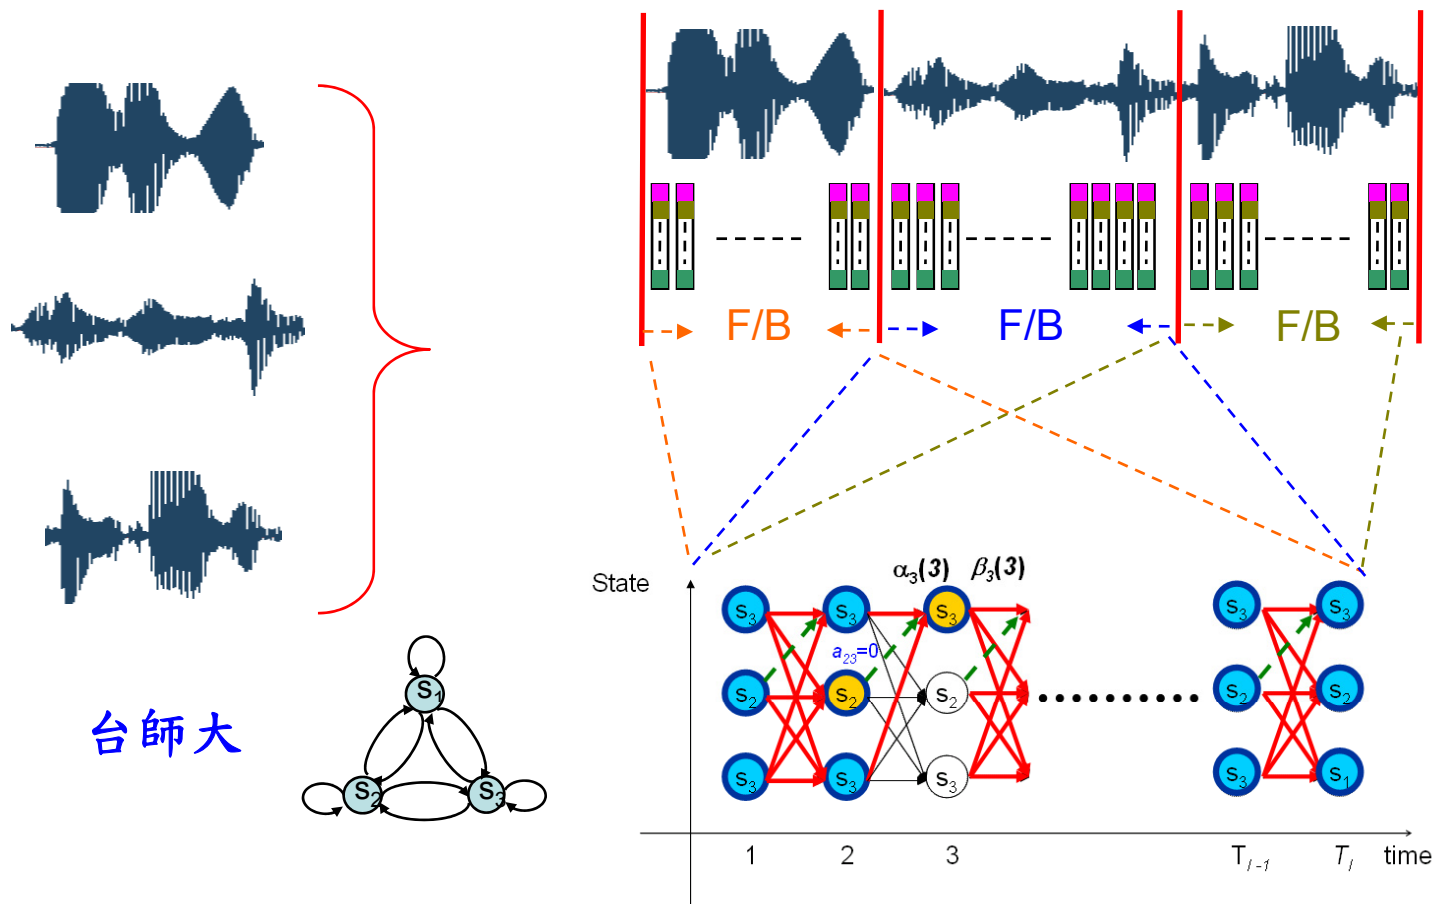 F/B F/B F/B
α₃(3) β₃(3)
State
s₃ s₃ s₃ s₃ s₃
a₂₃=0
s₂ s₂ s₂ s₂ s₂
s₃ s₃ s₃ s₃ s₁
1 2 3 Tₗ₋₁ Tₗ time
台師大
S₁
S₂ S₃